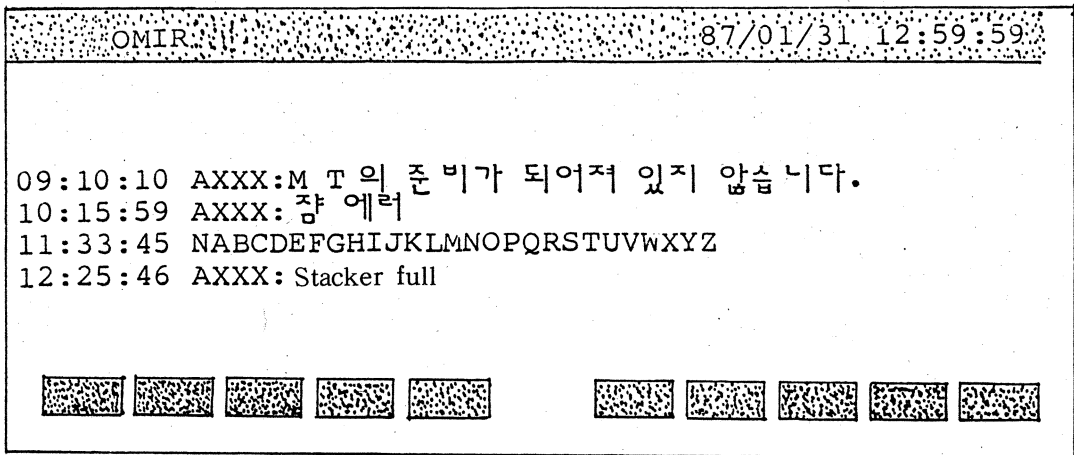 OMIR 87/01/31 12:59:59
09:10:10 AXXX:M T의 준비가 되어져 있지 않습니다.
10:15:59 AXXX:쟘 에러
11:33:45 NABCDEFGHIJKLMNOPQRSTUVWXYZ
12:25:46 AXXX: Stacker full